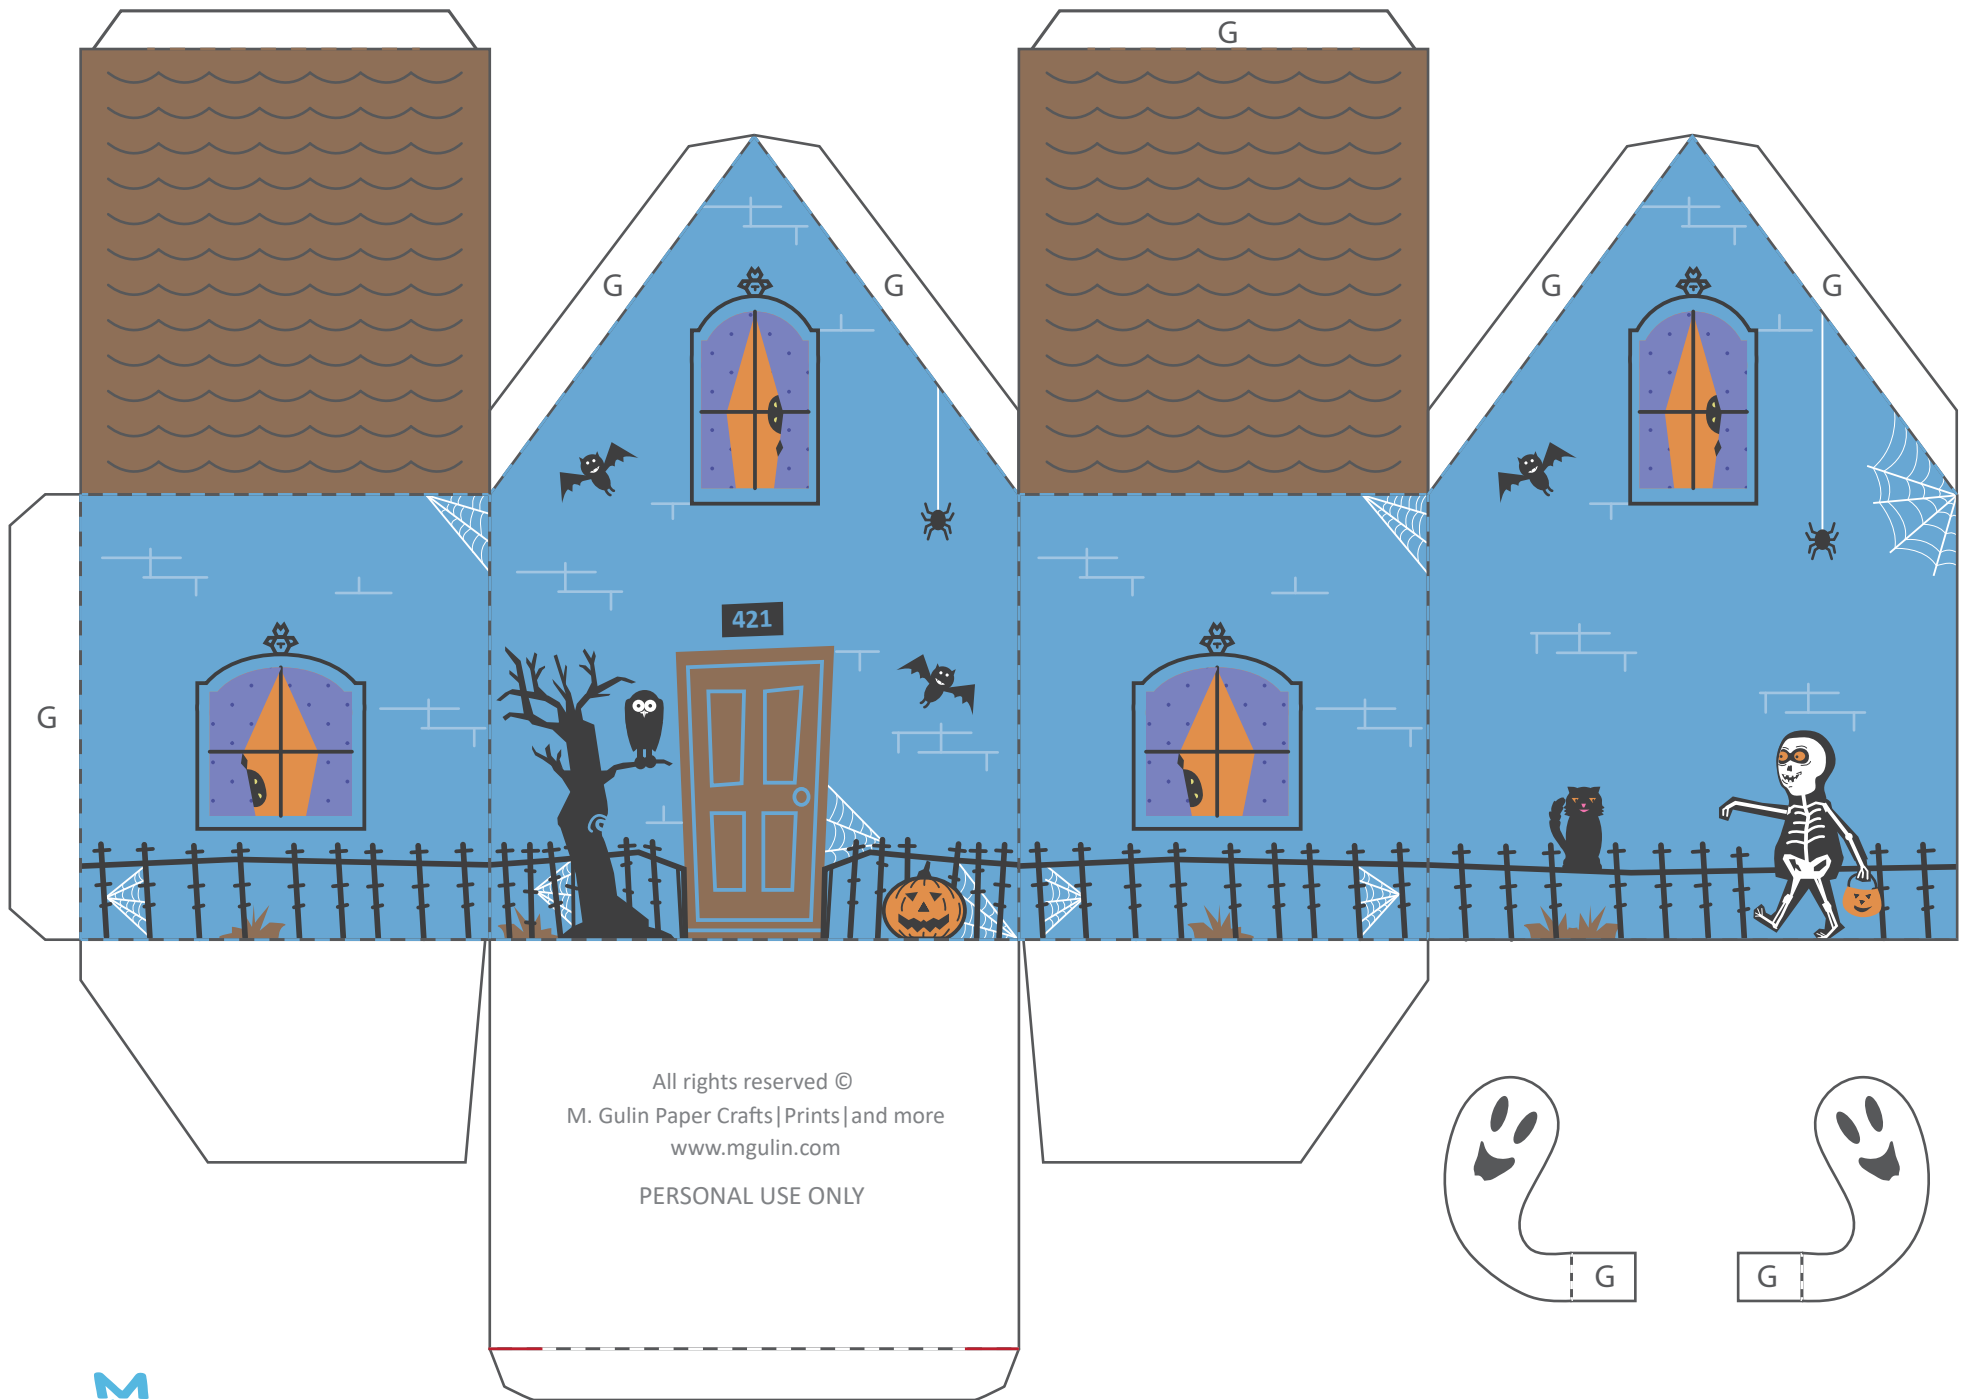 G
G
G
G
G
G
421
All rights reserved ©
M. Gulin Paper Crafts|Prints|and more
www.mgulin.com
PERSONAL USE ONLY
G
G
M